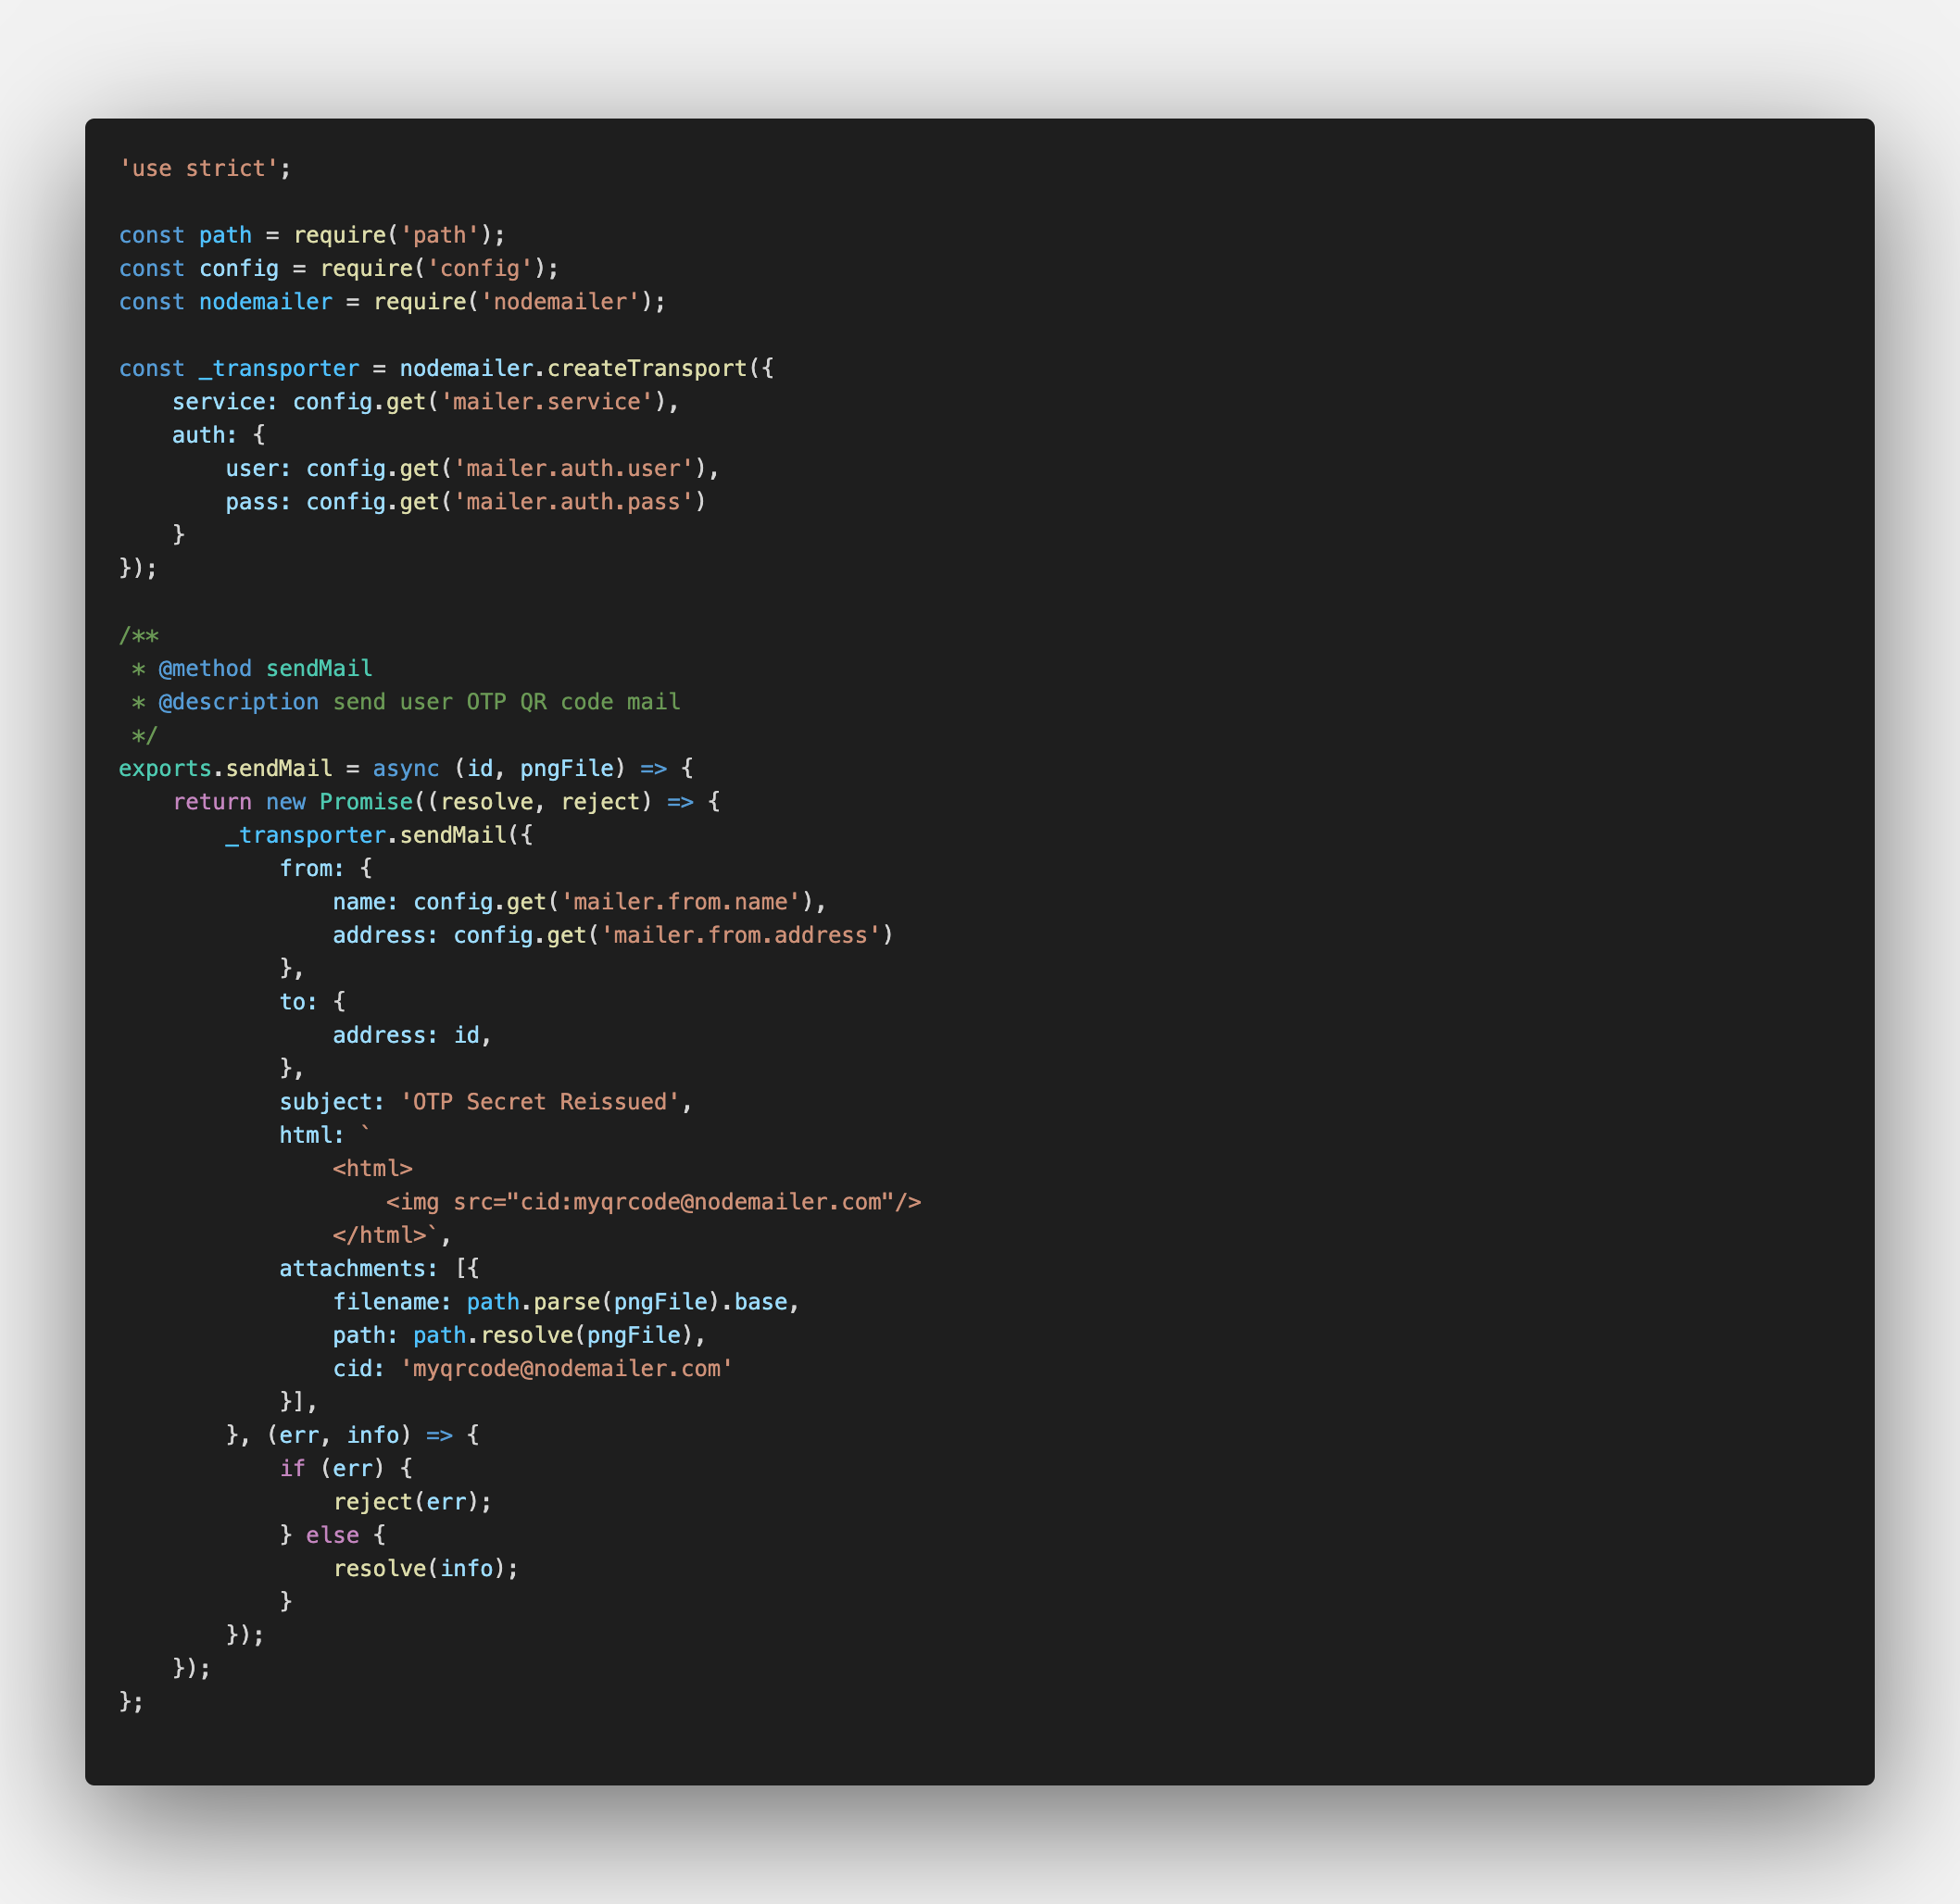 'use strict';

const path = require('path');
const config = require('config');
const nodemailer = require('nodemailer');

const _transporter = nodemailer.createTransport({
    service: config.get('mailer.service'),
    auth: {
        user: config.get('mailer.auth.user'),
        pass: config.get('mailer.auth.pass')
    }
});

/**
 * @method sendMail
 * @description send user OTP QR code mail
 */
exports.sendMail = async (id, pngFile) => {
    return new Promise((resolve, reject) => {
        _transporter.sendMail({
            from: {
                name: config.get('mailer.from.name'),
                address: config.get('mailer.from.address')
            },
            to: {
                address: id,
            },
            subject: 'OTP Secret Reissued',
            html: `
                <html>
                    <img src="cid:myqrcode@nodemailer.com"/>
                </html>`,
            attachments: [{
                filename: path.parse(pngFile).base,
                path: path.resolve(pngFile),
                cid: 'myqrcode@nodemailer.com'
            }],
        }, (err, info) => {
            if (err) {
                reject(err);
            } else {
                resolve(info);
            }
        });
    });
};